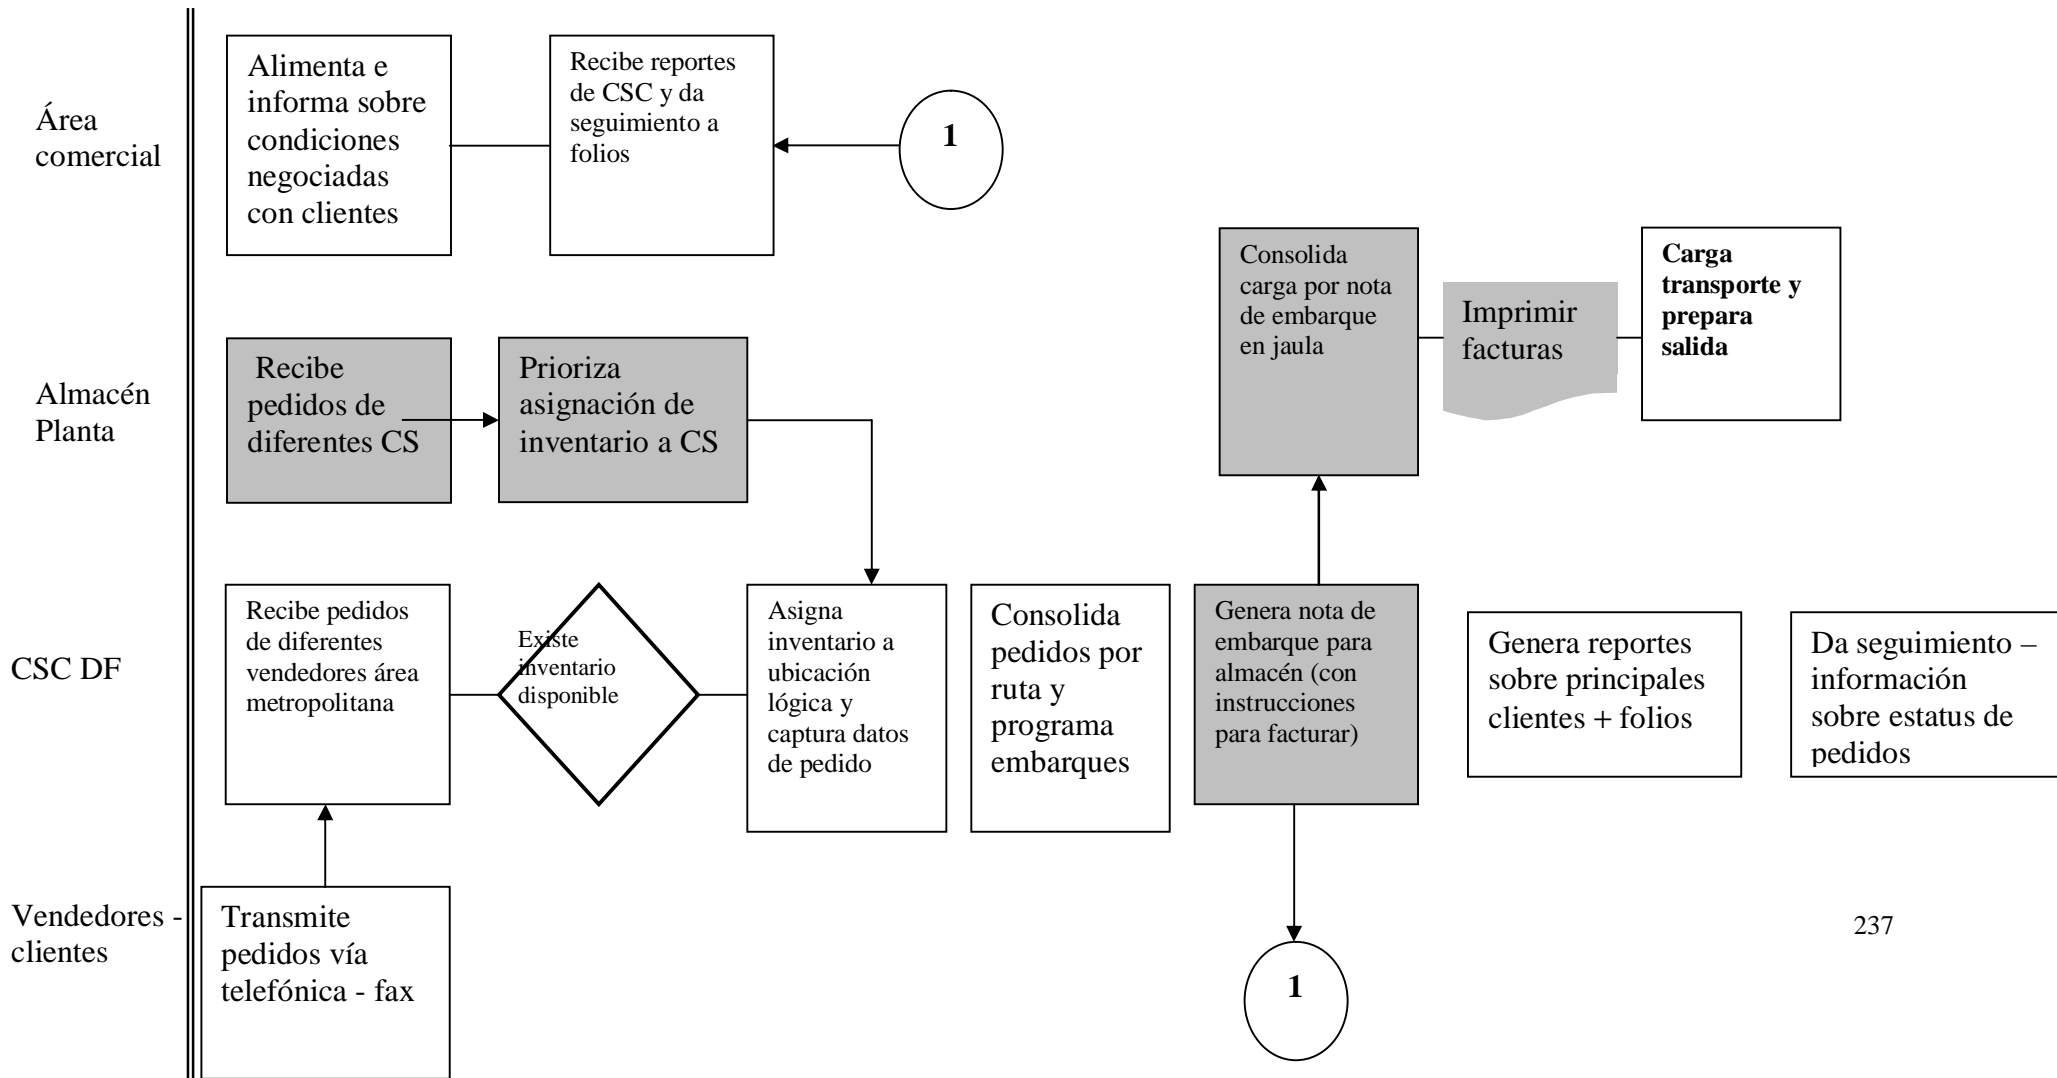 Área
comercial
Alimenta e
informa sobre
condiciones
negociadas
con clientes
Recibe reportes
de CSC y da
seguimiento a
folios
1
Almacén
Planta
Recibe
pedidos de
diferentes CS
Prioriza
asignación de
inventario a CS
Consolida
carga por nota
de embarque
en jaula
Imprimir
facturas
Carga
transporte y
prepara
salida
CSC DF
Recibe pedidos
de diferentes
vendedores área
metropolitana
Existe
inventario
disponible
Asigna
inventario a
ubicación
lógica y
captura datos
de pedido
Consolida
pedidos por
ruta y
programa
embarques
Genera nota de
embarque para
almacén (con
instrucciones
para facturar)
Genera reportes
sobre principales
clientes + folios
Da seguimiento –
información
sobre estatus de
pedidos
Vendedores -
clientes
Transmite
pedidos vía
telefónica - fax
1
237